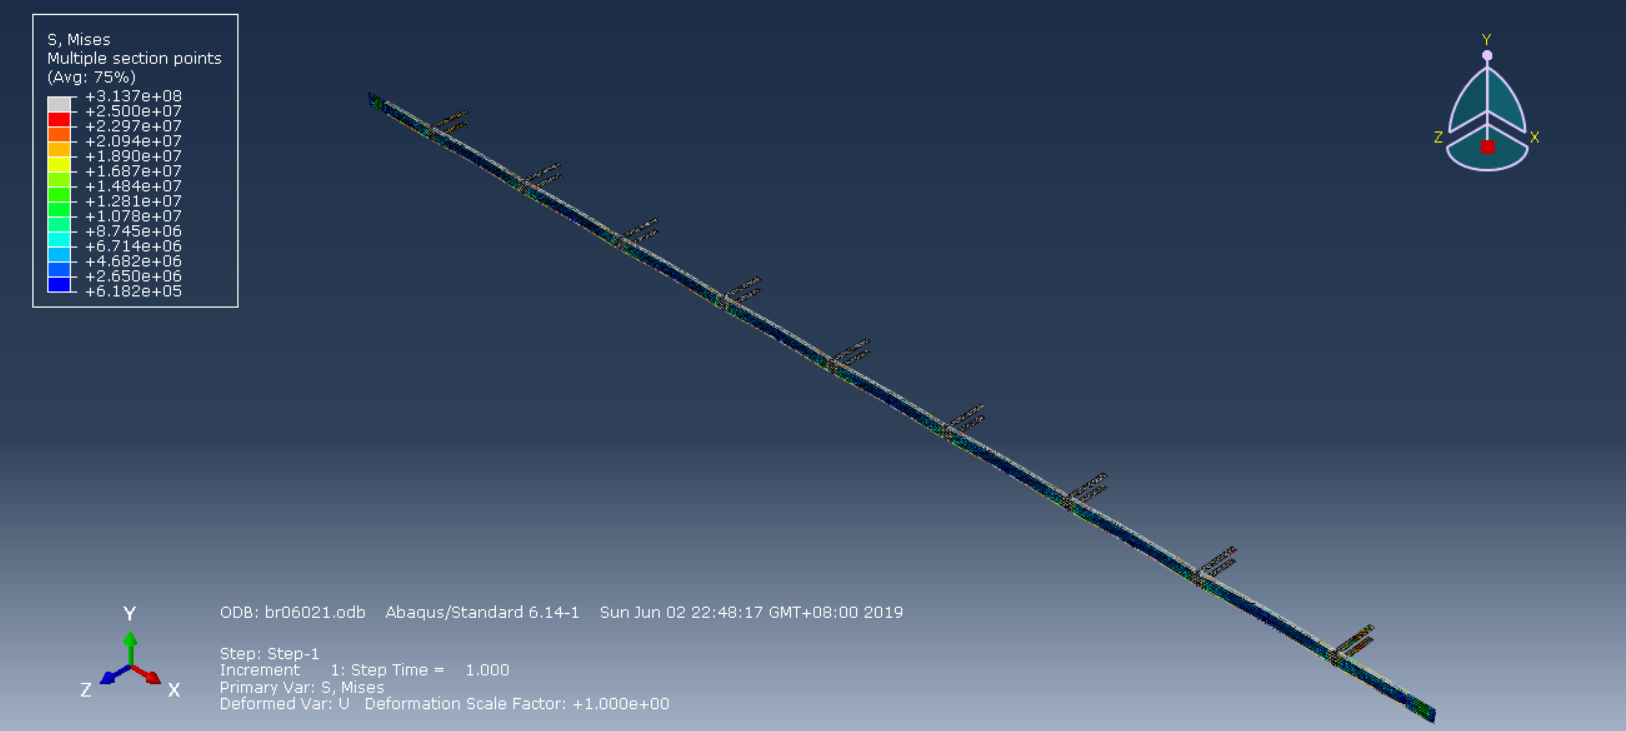 S, Mises
Multiple section points
(Avg: 75%)
+3.137e+08
+2.500e+07
+2.297e+07
+2.094e+07
+1.890e+07
+1.687e+07
+1.484e+07
+1.281e+07
+1.078e+07
+8.745e+06
+6.714e+06
+4.682e+06
+2.650e+06
+6.182e+05
Y
Z
X
ODB: br06021.odb Abaqus/Standard 6.14-1 Sun Jun 02 22:48:17 GMT+08:00 2019
Y
Z
X
Step: Step-1
Increment 1: Step Time = 1.000
Primary Var: S, Mises
Deformed Var: U Deformation Scale Factor: +1.000e+00